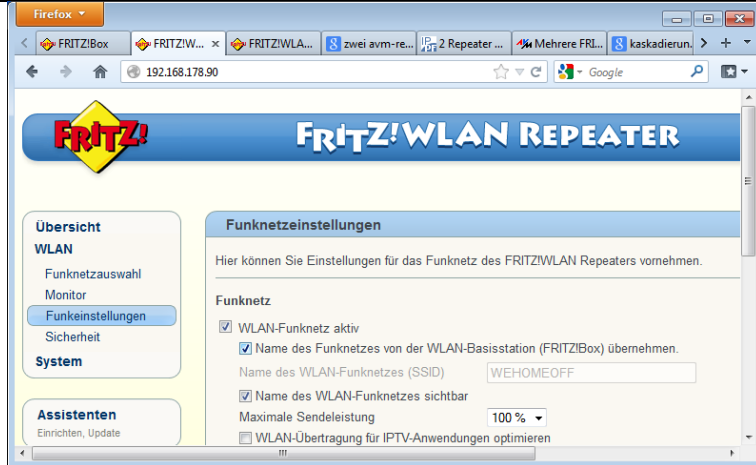 Firefox
FRITZ!Box
FRITZ!W...
FRITZ!WLA...
zwei avm-re...
2 Repeater ...
Mehrere FRI...
kaskadierun.
192.168.178.90
Google
FRITZ!
FRITZ!WLAN REPEATER
Übersicht
WLAN
Funknetzauswahl
Monitor
Funkeinstellungen
Sicherheit
System
Assistenten
Einrichten, Update
Funknetzeinstellungen
Hier können Sie Einstellungen für das Funknetz des FRITZ!WLAN Repeaters vornehmen.
Funknetz
WLAN-Funknetz aktiv
Name des Funknetzes von der WLAN-Basisstation (FRITZ!Box) übernehmen.
Name des WLAN-Funknetzes (SSID) WEHOMEOFF
Name des WLAN-Funknetzes sichtbar
Maximale Sendeleistung 100 %
WLAN-Übertragung für IPTV-Anwendungen optimieren